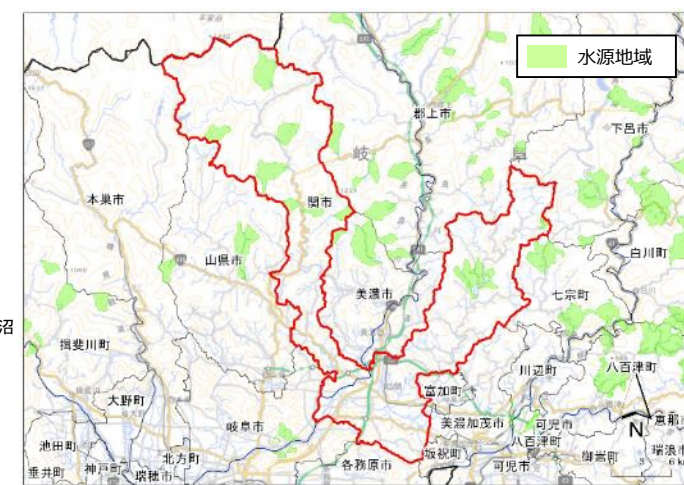 水源地域
郡上市
下呂市
岐
阜
本巣市
関市
山県市
白川町
美濃市
七宗町
沼
揖斐川町
川辺町
八百津町
大野町
富加町
岐阜市
美濃加茂市
可児市
恵那
N
八百津町
池田町
北方町
坂祝町
御嵩町
瑞浪
垂井町
神戸町
瑞穂市
各務原市
可児市